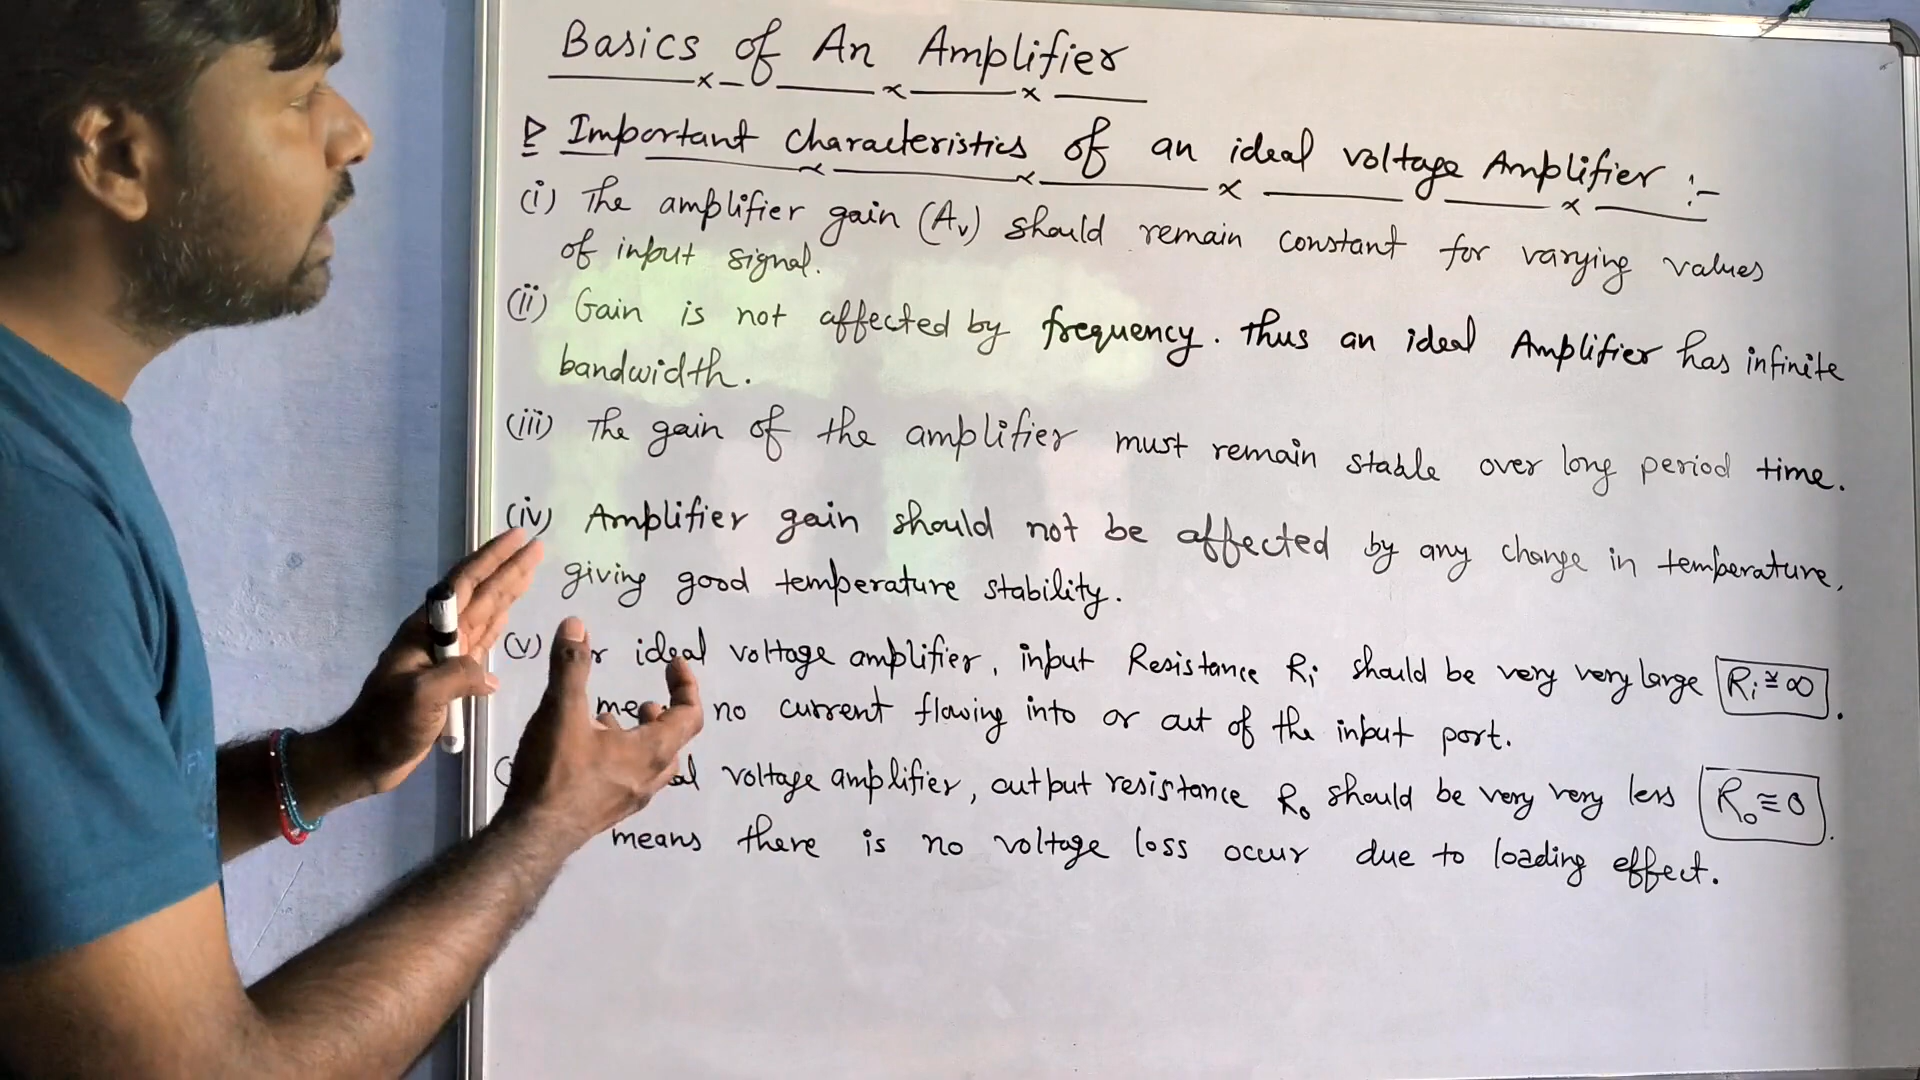 Basics of An Amplifier
Important Characteristics of an ideal voltage Amplifier :-
(i) The amplifier gain (Av) should remain constant for varying values
of input signal.
(ii) Gain is not affected by frequency. Thus an ideal Amplifier has infinite
bandwidth.
(iii) The gain of the amplifier must remain stable over long period time.
(iv) Amplifier gain should not be affected by any change in temperature,
giving good temperature stability.
(v) ideal voltage amplifier, input Resistance Ri should be very very large Ri ≅ ∞.
no current flowing into or out of the input port.
voltage amplifier, output resistance Ro should be very very less Ro ≡ 0.
means there is no voltage loss occur due to loading effect.